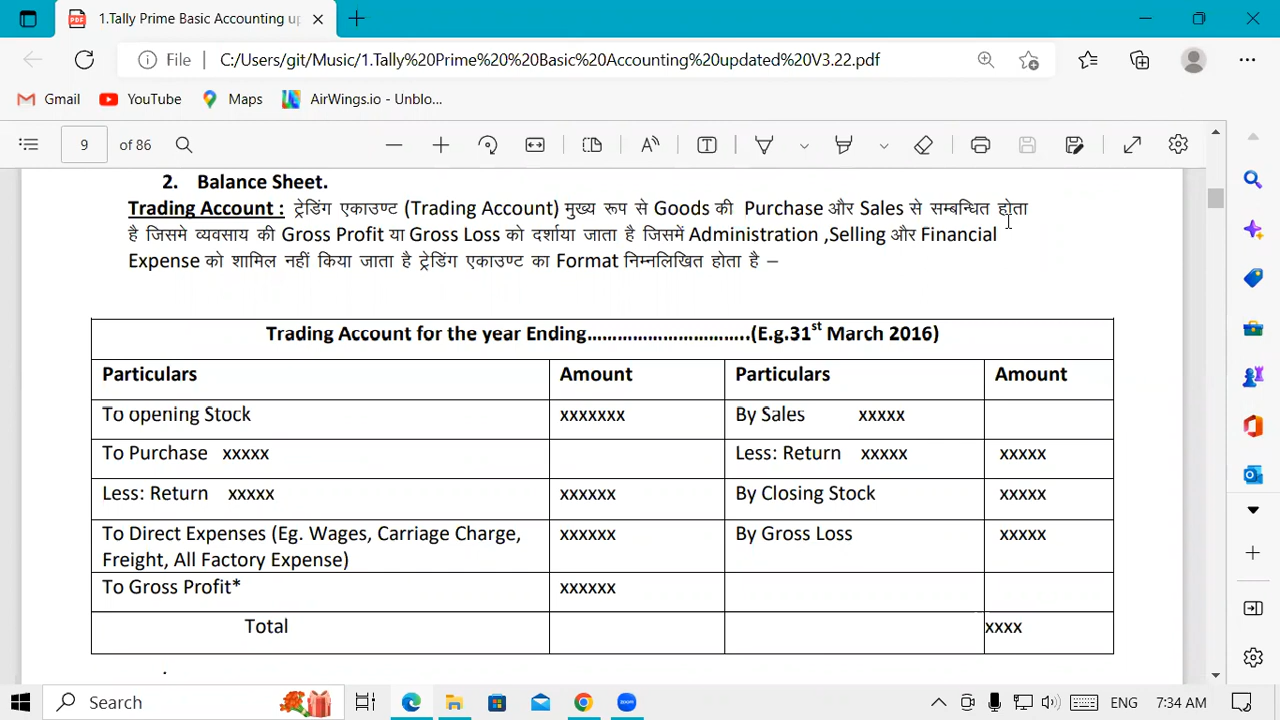 1.Tally Prime Basic Accounting up
File C:/Users/git/Music/1.Tally%20Prime%20%20Basic%20Accounting%20updated%20V3.22.pdf
Gmail YouTube Maps AirWings.io - Unblo...
9 of 86
2. Balance Sheet.
Trading Account : ट्रेडिंग एकाउण्ट (Trading Account) मुख्य रूप से Goods की Purchase और Sales से सम्बन्धित होता
है जिसमे व्यवसाय की Gross Profit या Gross Loss को दर्शाया जाता है जिसमें Administration ,Selling और Financial
Expense को शामिल नहीं किया जाता है ट्रेडिंग एकाउण्ट का Format निम्नलिखित होता है –
Trading Account for the year Ending…………………………..(E.g.31st March 2016)
Particulars Amount Particulars Amount
To opening Stock xxxxxxx By Sales xxxxx
To Purchase xxxxx Less: Return xxxxx xxxxx
Less: Return xxxxx xxxxxx By Closing Stock xxxxx
To Direct Expenses (Eg. Wages, Carriage Charge, xxxxxx By Gross Loss xxxxx
Freight, All Factory Expense)
To Gross Profit* xxxxxx
Total xxxx
.
Search ENG 7:34 AM